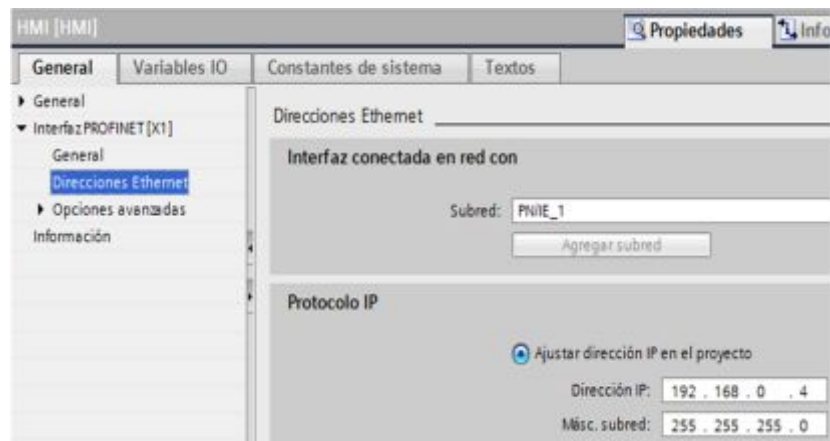 HMI [HMI]
Propiedades
Info
General
Variables IO
Constantes de sistema
Textos
General
Interfaz PROFINET [X1]
General
Direcciones Ethernet
Opciones avanzadas
Información
Direcciones Ethernet
Interfaz conectada en red con
Subred: PN/IE_1
Agregar subred
Protocolo IP
Ajustar dirección IP en el proyecto
Dirección IP: 192 . 168 . 0 . 4
Másc. subred: 255 . 255 . 255 . 0